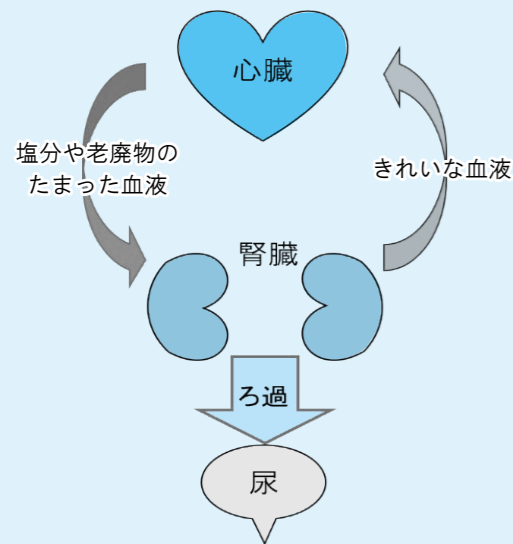 心臓
塩分や老廃物の
たまった血液
きれいな血液
腎臓
ろ過
尿